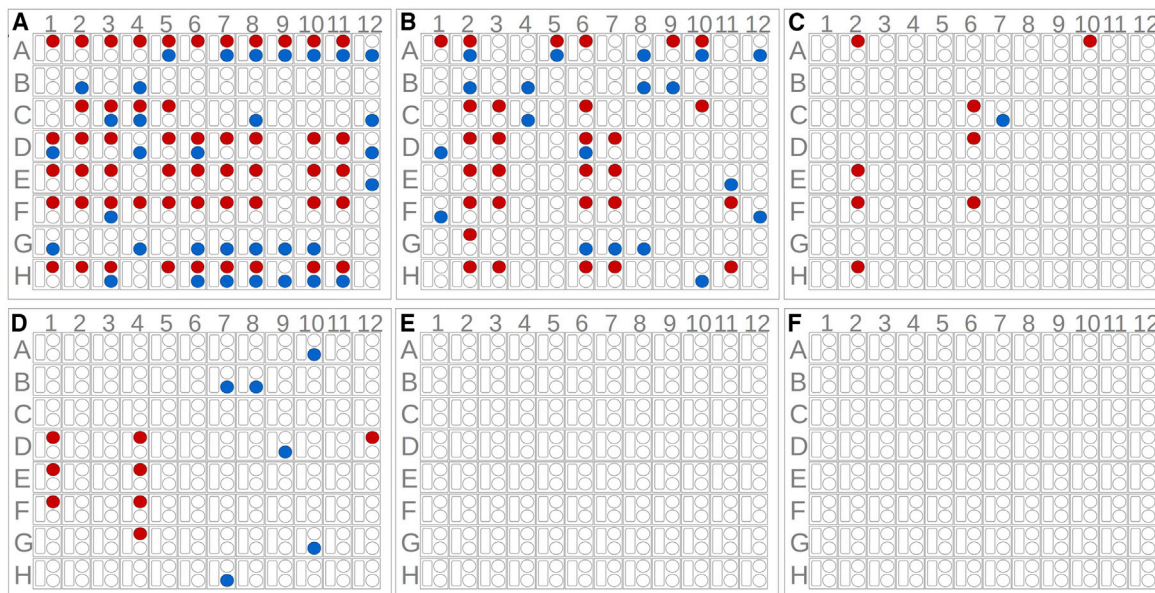 A 1 2 3 4 5 6 7 8 9 10 11 12
A
B
C
D
E
F
G
H
B 1 2 3 4 5 6 7 8 9 10 11 12
A
B
C
D
E
F
G
H
C 1 2 3 4 5 6 7 8 9 10 11 12
A
B
C
D
E
F
G
H
D 1 2 3 4 5 6 7 8 9 10 11 12
A
B
C
D
E
F
G
H
E 1 2 3 4 5 6 7 8 9 10 11 12
A
B
C
D
E
F
G
H
F 1 2 3 4 5 6 7 8 9 10 11 12
A
B
C
D
E
F
G
H